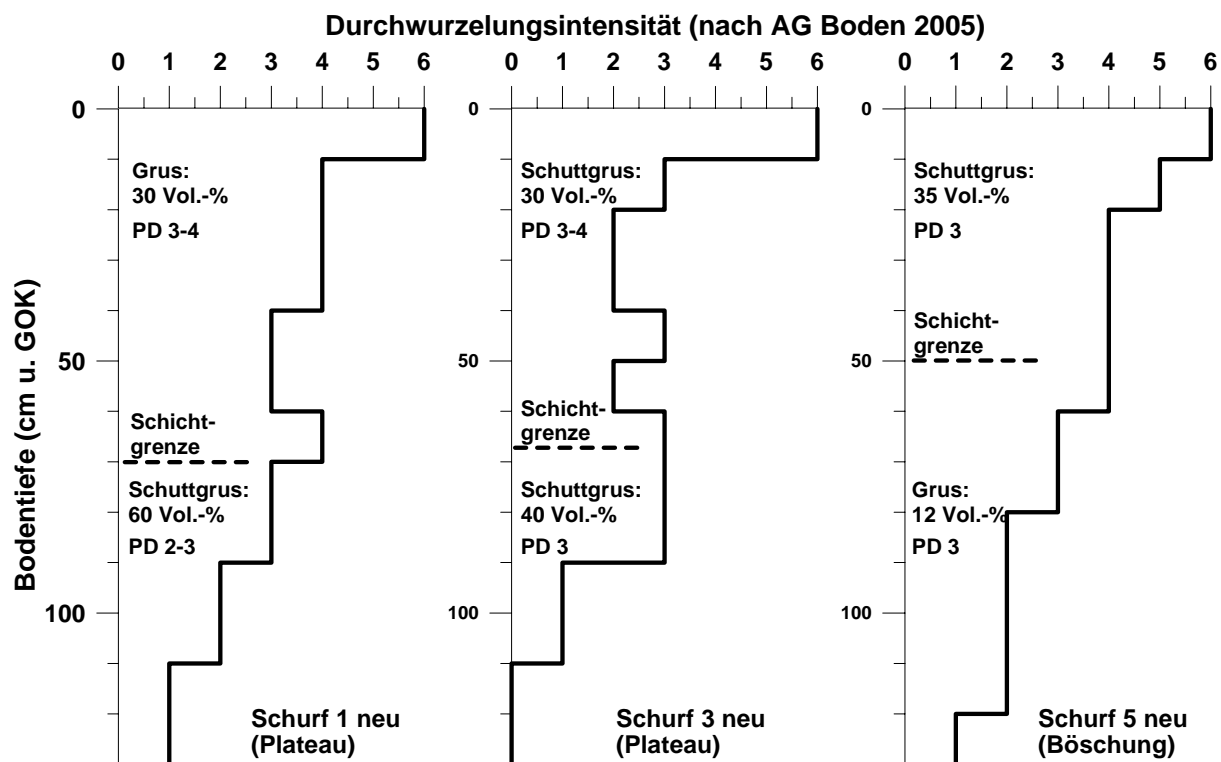 Durchwurzelungsintensität (nach AG Boden 2005)
0 1 2 3 4 5 6
0 1 2 3 4 5 6
0 1 2 3 4 5 6
Bodentiefe (cm u. GOK)
0
50
100
Grus:
30 Vol.-%
PD 3-4
Schicht-
grenze
Schuttgrus:
60 Vol.-%
PD 2-3
Schurf 1 neu
(Plateau)
0
50
100
Schuttgrus:
30 Vol.-%
PD 3-4
Schicht-
grenze
Schuttgrus:
40 Vol.-%
PD 3
Schurf 3 neu
(Plateau)
0
50
100
Schuttgrus:
35 Vol.-%
PD 3
Schicht-
grenze
Grus:
12 Vol.-%
PD 3
Schurf 5 neu
(Böschung)